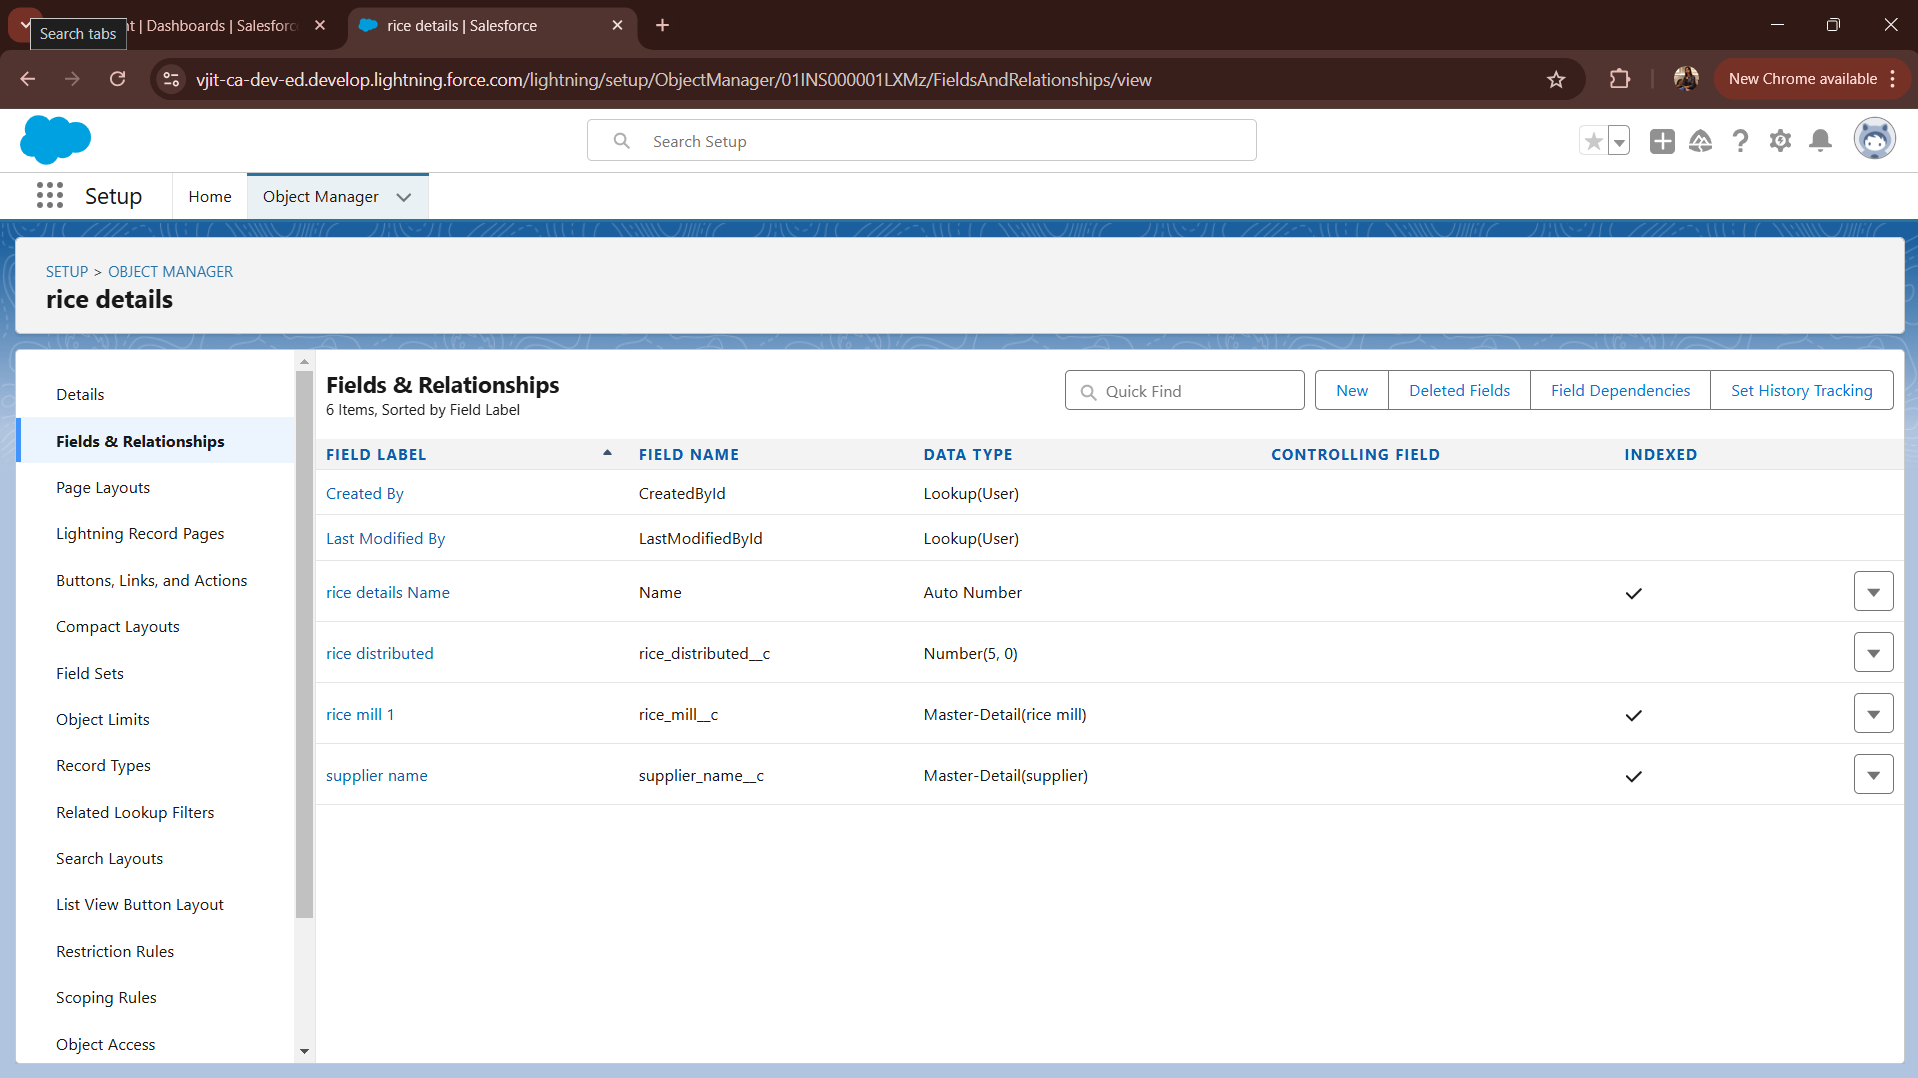 Search tabs
t | Dashboards | Salesforc
rice details | Salesforce
vjit-ca-dev-ed.develop.lightning.force.com/lightning/setup/ObjectManager/01INS000001LXMz/FieldsAndRelationships/view
New Chrome available
Search Setup
Setup
Home
Object Manager
SETUP > OBJECT MANAGER
rice details
Details
Fields & Relationships
Page Layouts
Lightning Record Pages
Buttons, Links, and Actions
Compact Layouts
Field Sets
Object Limits
Record Types
Related Lookup Filters
Search Layouts
List View Button Layout
Restriction Rules
Scoping Rules
Object Access
Fields & Relationships
6 Items, Sorted by Field Label
Quick Find
New
Deleted Fields
Field Dependencies
Set History Tracking
FIELD LABEL FIELD NAME DATA TYPE CONTROLLING FIELD INDEXED
Created By CreatedById Lookup(User)
Last Modified By LastModifiedById Lookup(User)
rice details Name Name Auto Number
rice distributed rice_distributed__c Number(5, 0)
rice mill 1 rice_mill__c Master-Detail(rice mill)
supplier name supplier_name__c Master-Detail(supplier)